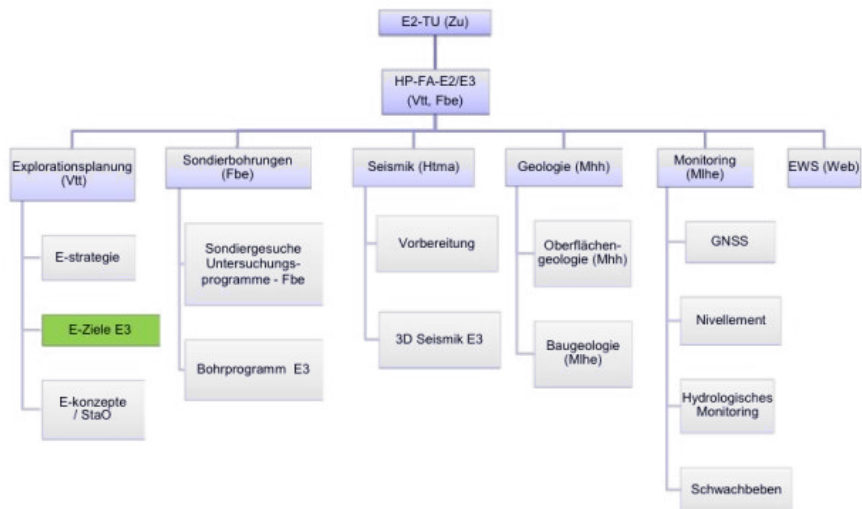 E2-TU (Zu)
HP-FA-E2/E3
(Vtt, Fbe)
Explorationsplanung
(Vtt)
Sondierbohrungen
(Fbe)
Seismik (Htma)
Geologie (Mhh)
Monitoring
(Mlhe)
EWS (Web)
E-strategie
E-Ziele E3
E-konzepte
/ StaO
Sondiergesuche
Untersuchungs-
programme - Fbe
Bohrprogramm E3
Vorbereitung
3D Seismik E3
Oberflächen-
geologie (Mhh)
Baugeologie
(Mlhe)
GNSS
Nivellement
Hydrologisches
Monitoring
Schwachbeben